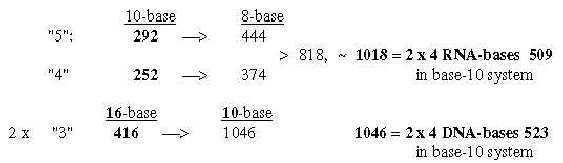 10-base 8-base
"5"; 292 —> 444
> 818, ~ 1018 = 2 x 4 RNA-bases 509
"4" 252 —> 374 in base-10 system
16-base 10-base
2 x "3" 416 —> 1046 1046 = 2 x 4 DNA-bases 523
in base-10 system